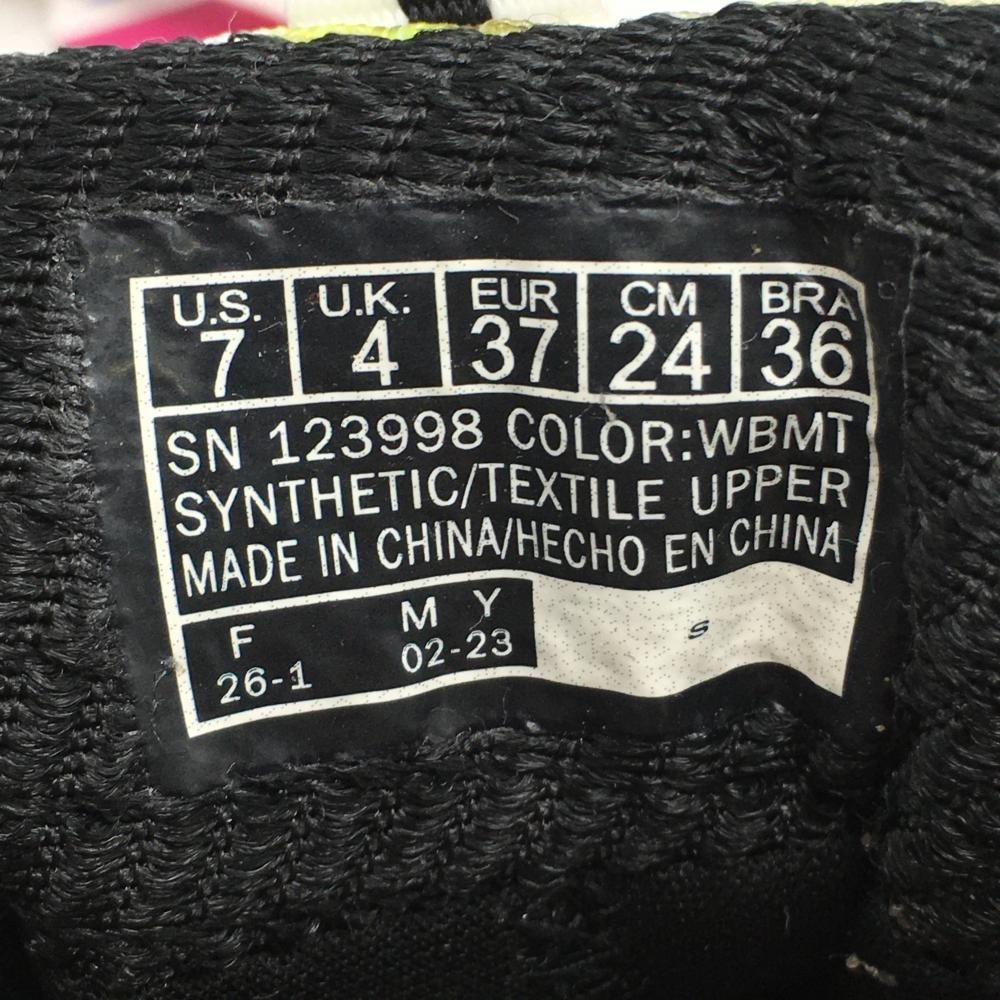 U.S. U.K. EUR CM BRA
7 4 37 24 36
SN 123998 COLOR:WBMT
SYNTHETIC/TEXTILE UPPER
MADE IN CHINA/HECHO EN CHINA
F M Y
26-1 02-23
S